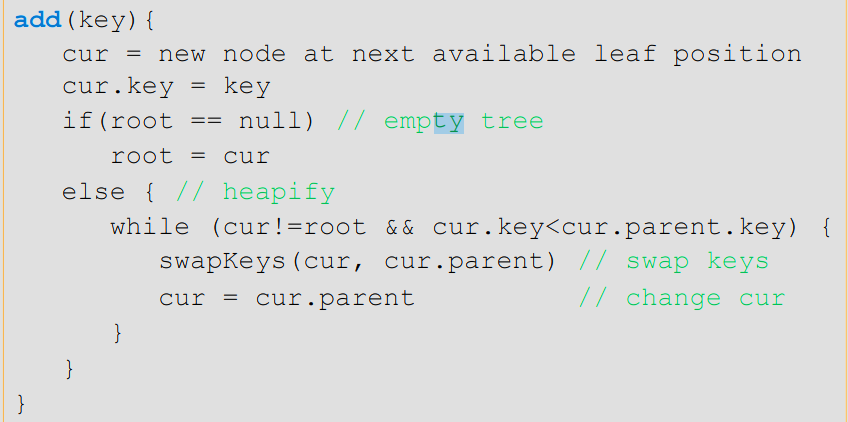 add(key){
cur = new node at next available leaf position
cur.key = key
if(root == null) // empty tree
root = cur
else { // heapify
while (cur!=root && cur.key<cur.parent.key) {
swapKeys(cur, cur.parent) // swap keys
cur = cur.parent // change cur
}
}
}